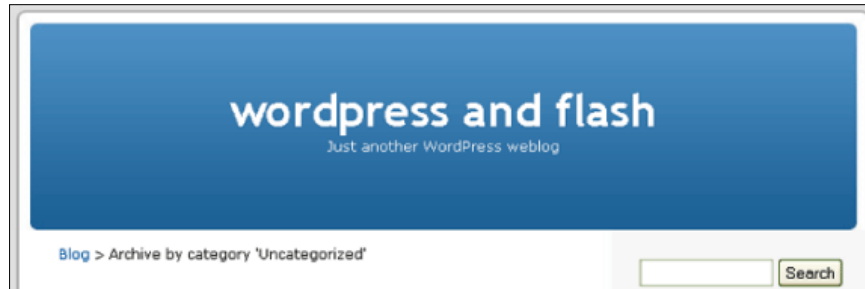 wordpress and flash
Just another WordPress weblog
Blog > Archive by category 'Uncategorized'
Search